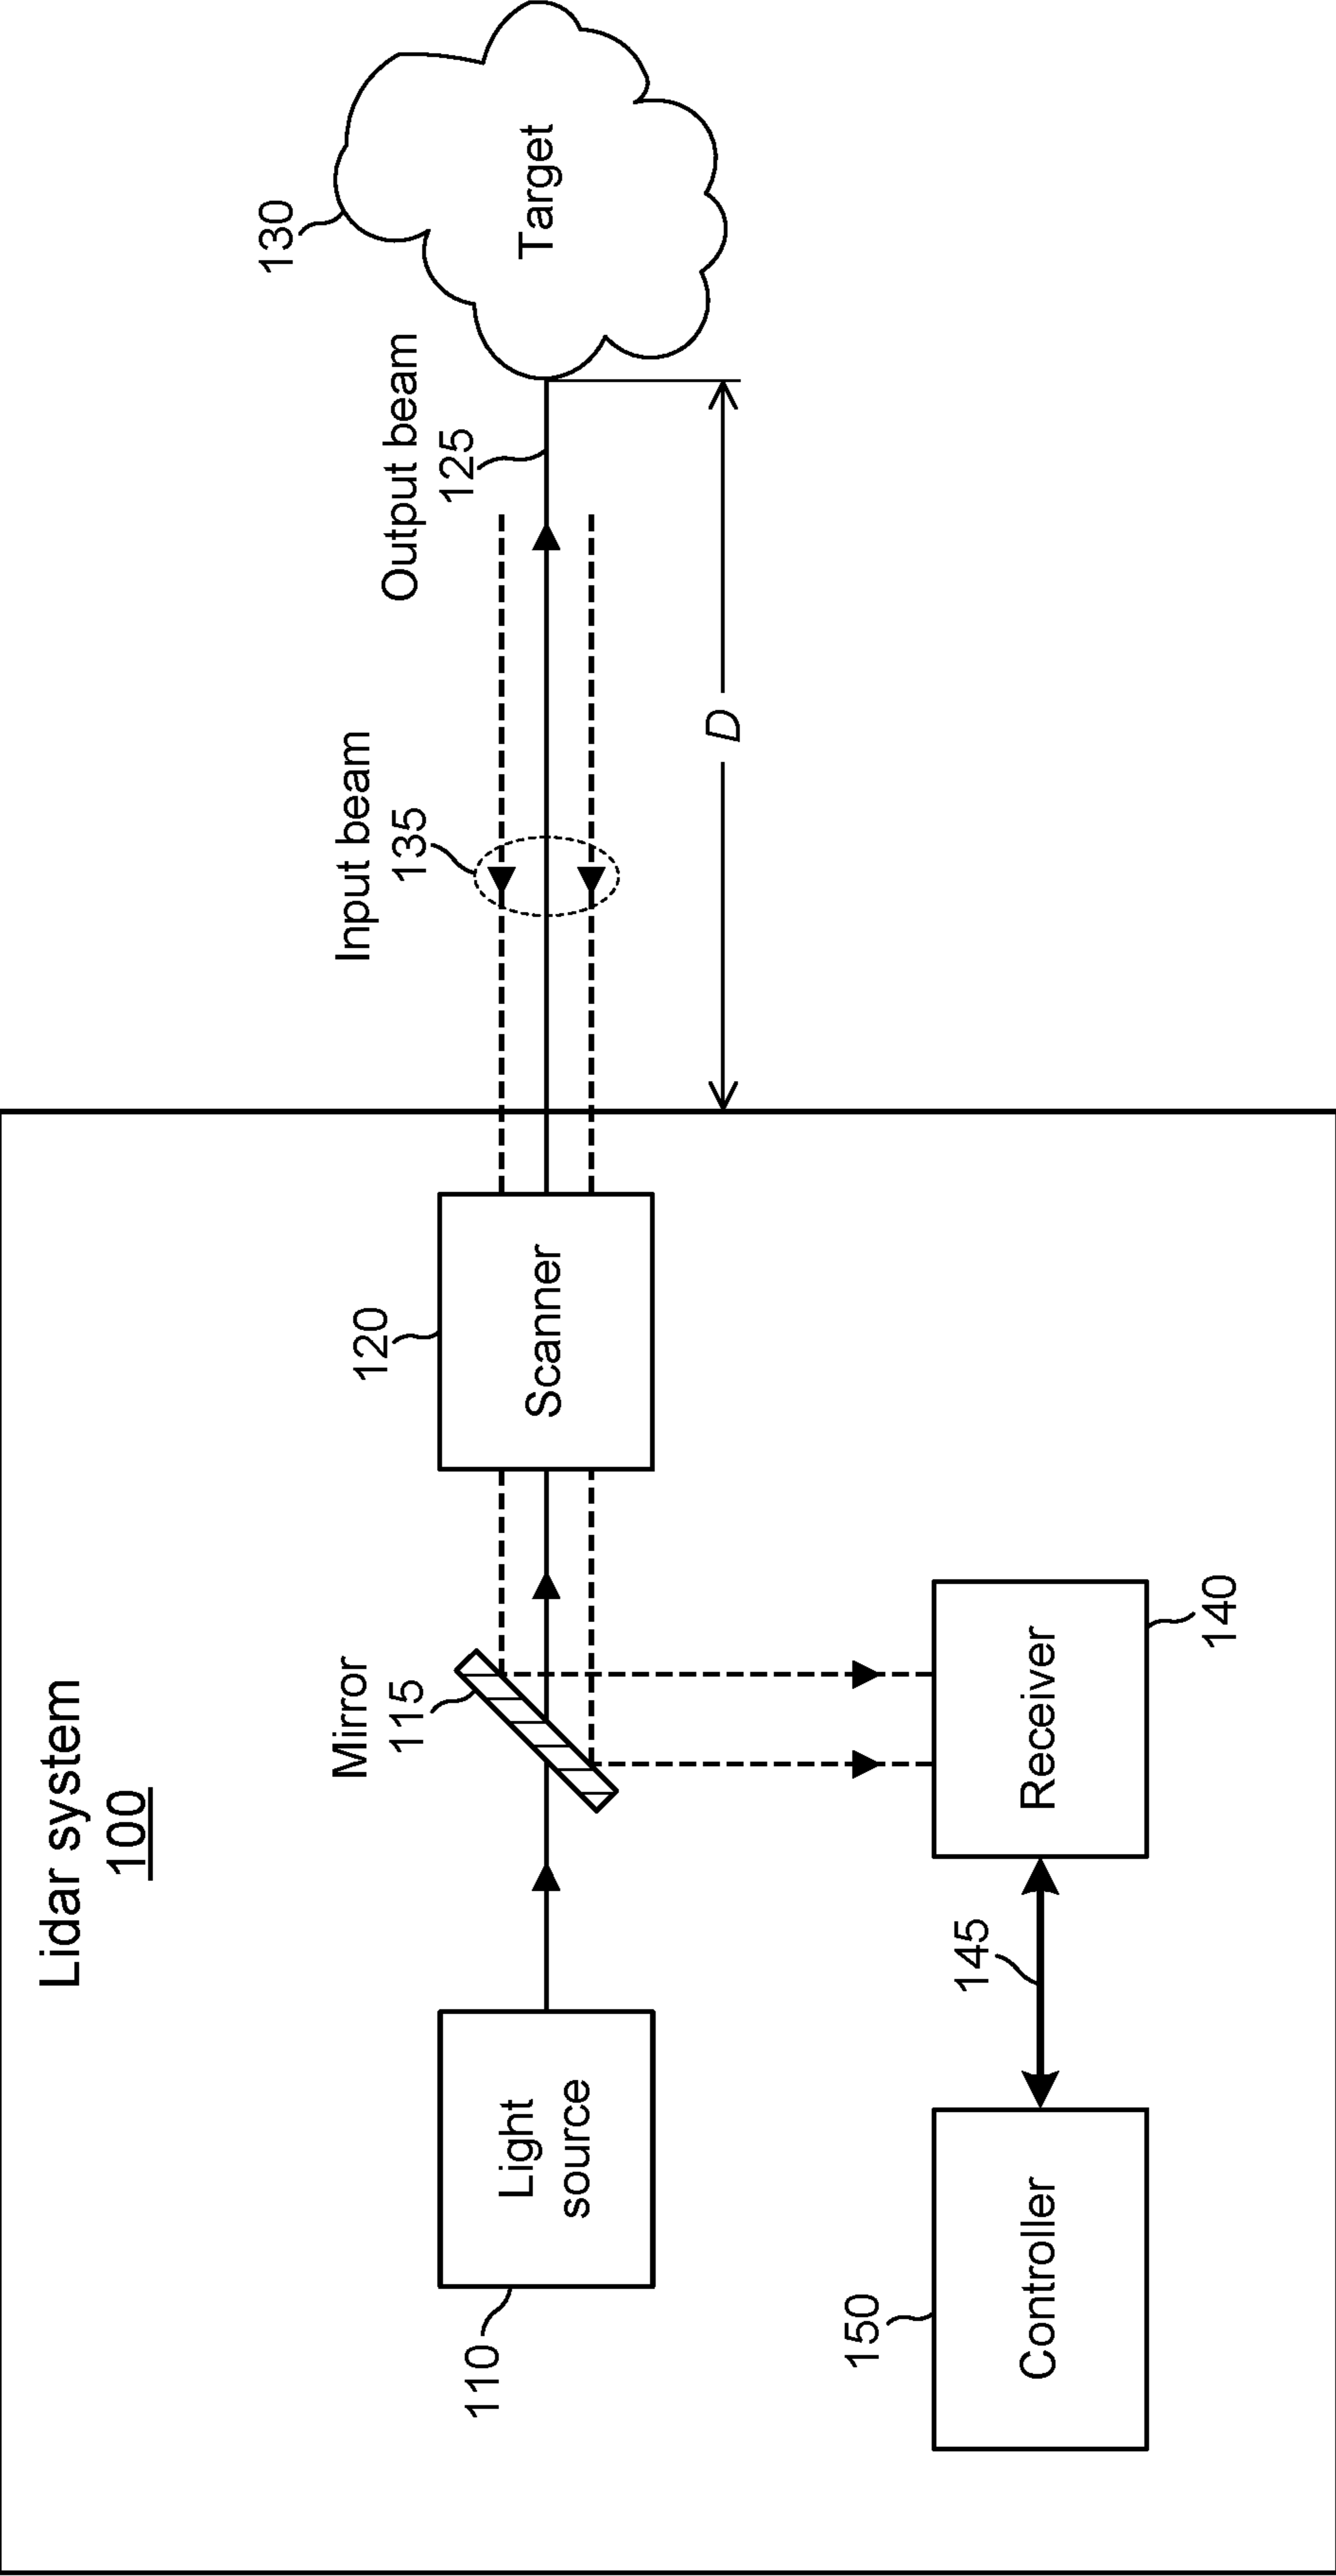 Lidar system
100
130
Target
Output beam
125
Input beam
135
D
120
Scanner
Mirror
115
110
Light
source
140
Receiver
145
150
Controller